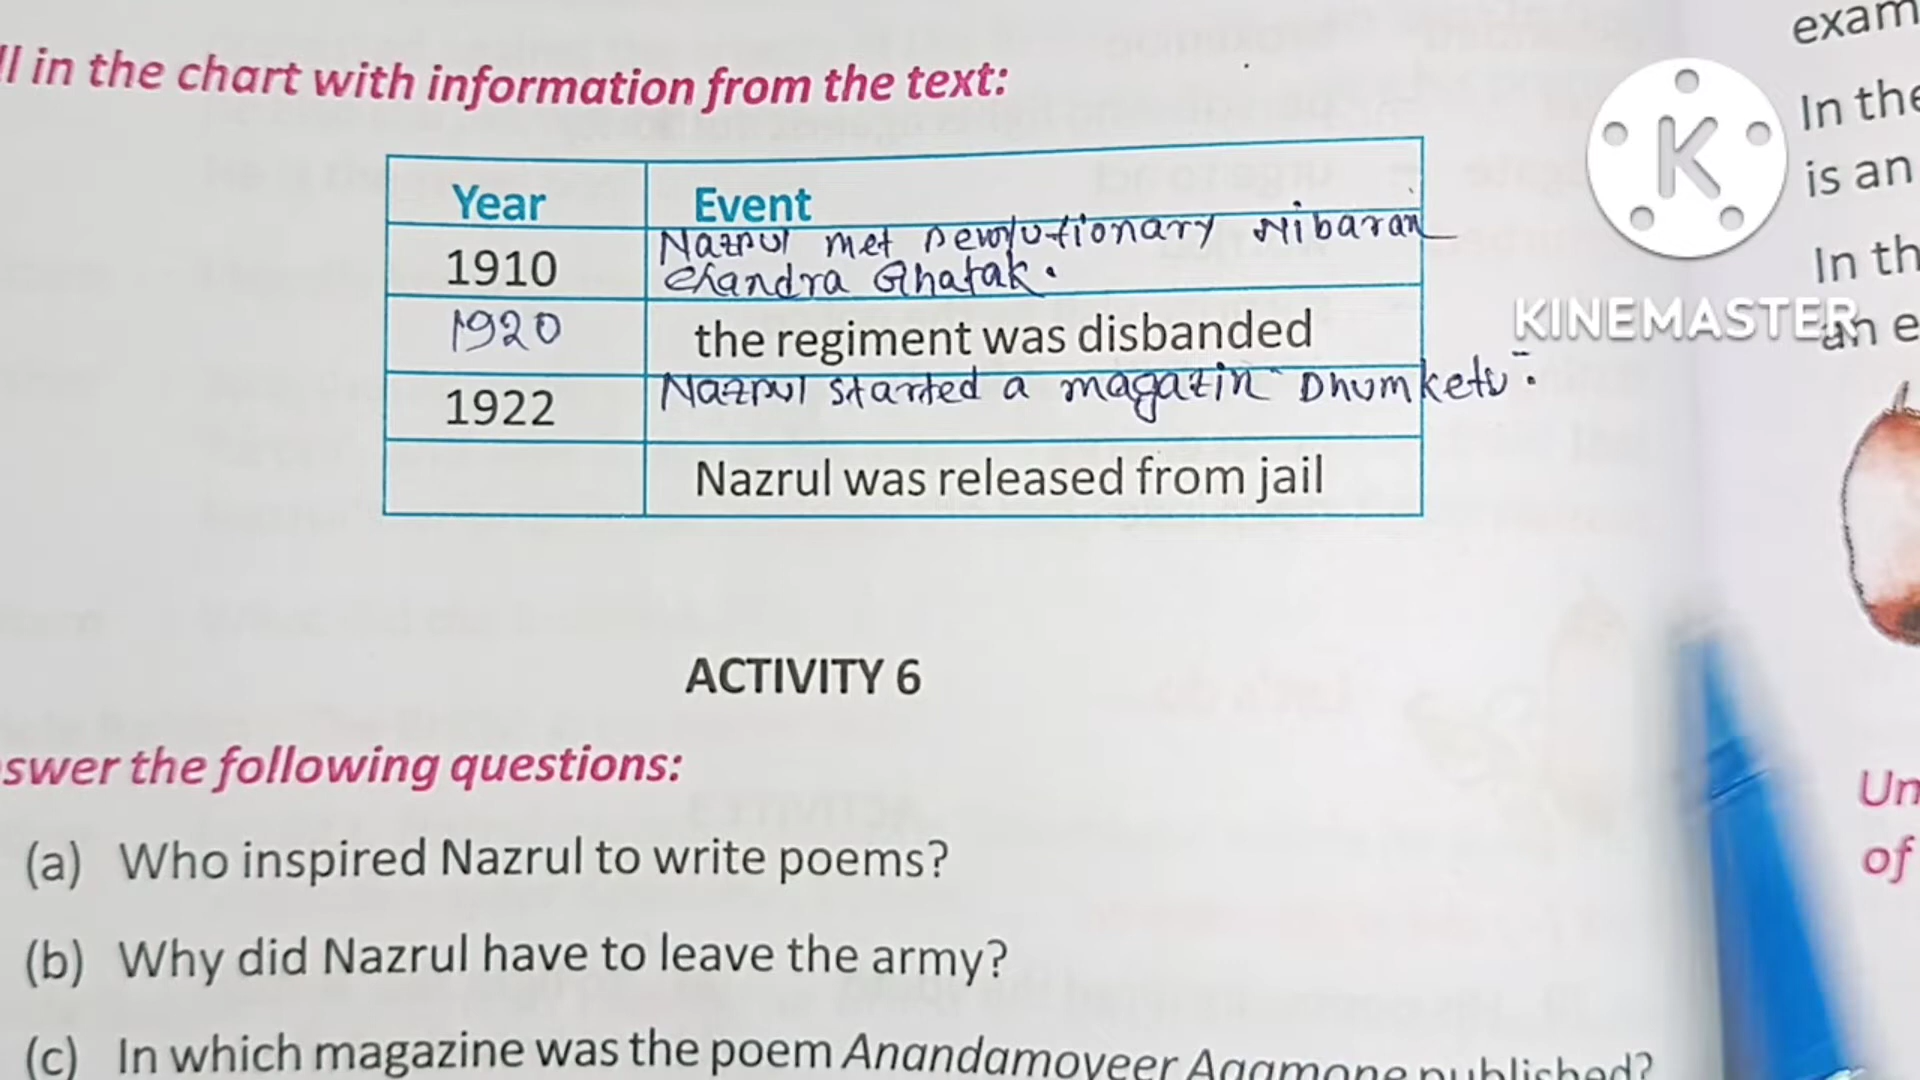 ll in the chart with information from the text:
Year Event
1910 Nazrul met revolutionary Nibaran
Chandra Ghatak.
1920 the regiment was disbanded
1922 Nazrul started a magazin "Dhumketu".
Nazrul was released from jail
ACTIVITY 6
swer the following questions:
(a) Who inspired Nazrul to write poems?
(b) Why did Nazrul have to leave the army?
(c) In which magazine was the poem Anandamoyeer Agamone published?
exam
In the
is an
In th
an e
Un
of
K
KINEMASTER